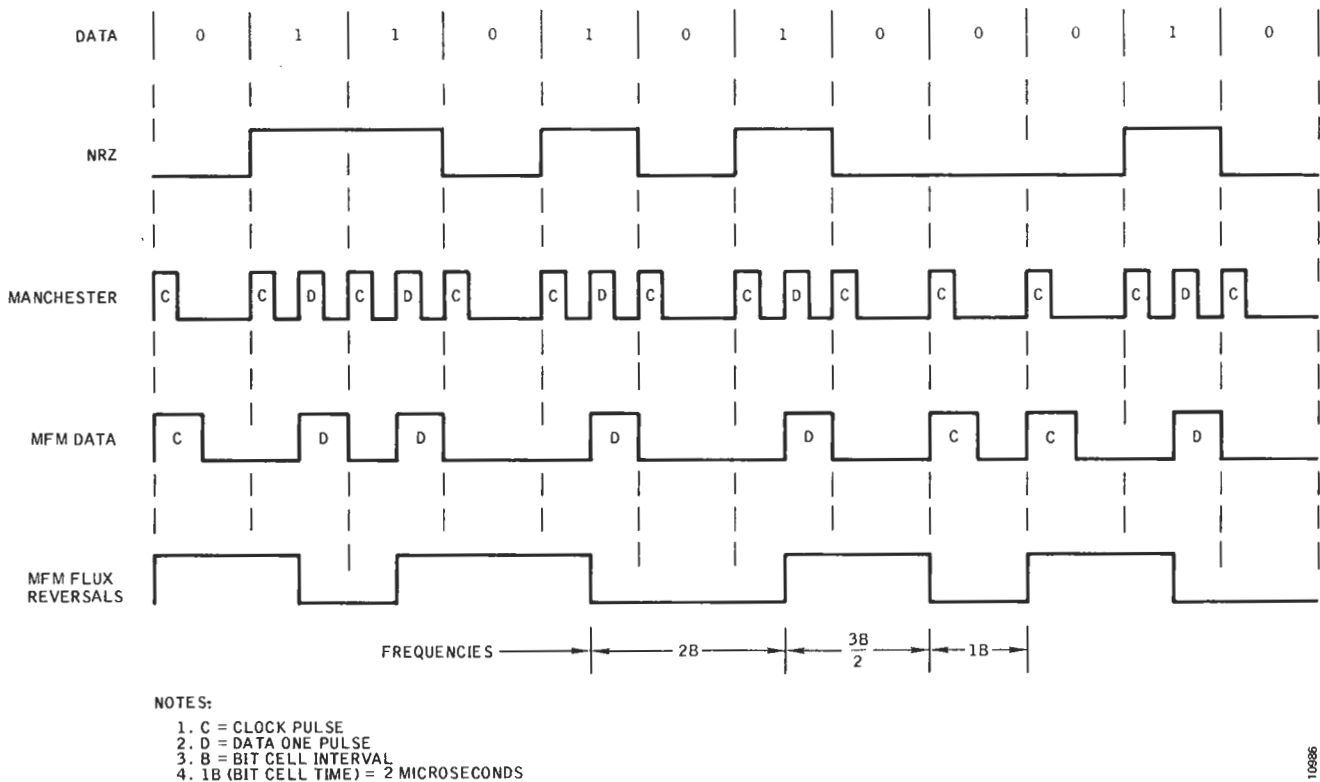 DATA 0 1 1 0 1 0 1 0 0 0 1 0
NRZ
MANCHESTER C C D C D C C D C C D C C C C D C
MFM DATA C D D D D C C D
MFM FLUX
REVERSALS
FREQUENCIES 2B 3B/2 1B
NOTES:
1. C = CLOCK PULSE
2. D = DATA ONE PULSE
3. B = BIT CELL INTERVAL
4. 1B (BIT CELL TIME) = 2 MICROSECONDS
10986